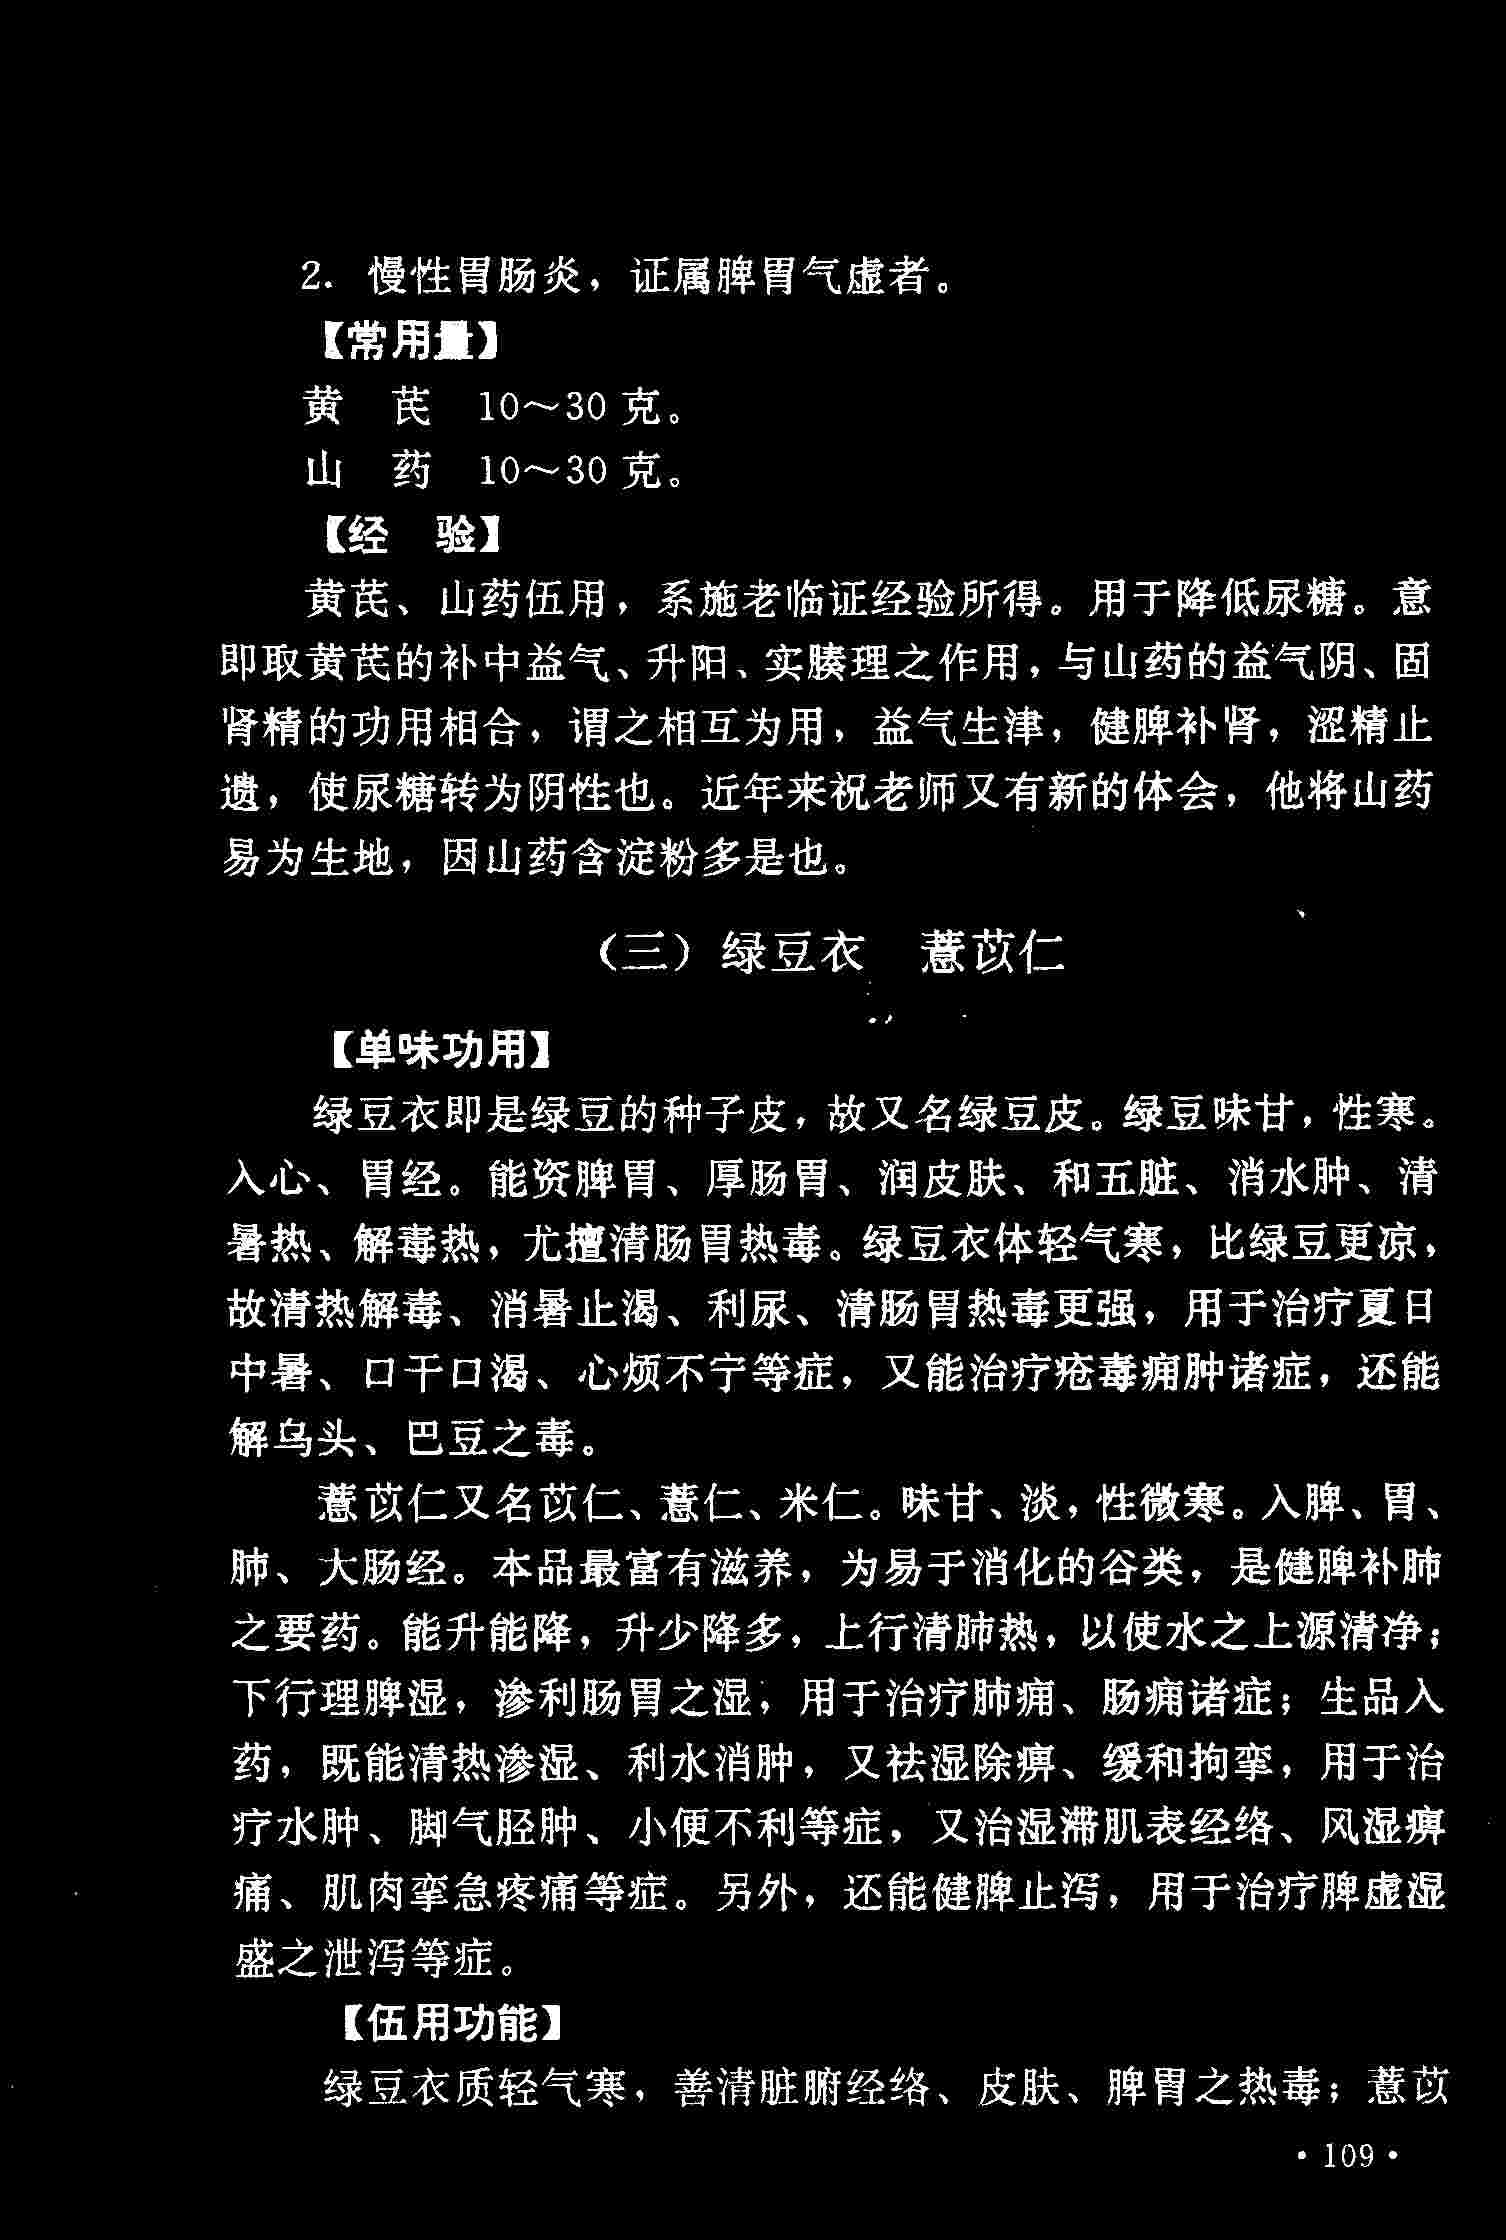 2. 慢性胃肠炎，证属脾胃气虚者。
【常用量】
黄　芪　10～30 克。
山　药　10～30 克。
【经　验】
黄芪、山药伍用，系施老临证经验所得。用于降低尿糖。意
即取黄芪的补中益气、升阳、实腠理之作用，与山药的益气阴、固
肾精的功用相合，谓之相互为用，益气生津，健脾补肾，涩精止
遗，使尿糖转为阴性也。近年来祝老师又有新的体会，他将山药
易为生地，因山药含淀粉多是也。
（三）绿豆衣　薏苡仁
【单味功用】
绿豆衣即是绿豆的种子皮，故又名绿豆皮。绿豆味甘，性寒。
入心、胃经。能资脾胃、厚肠胃、润皮肤、和五脏、消水肿、清
暑热、解毒热，尤擅清肠胃热毒。绿豆衣体轻气寒，比绿豆更凉，
故清热解毒、消暑止渴、利尿、清肠胃热毒更强，用于治疗夏日
中暑、口干口渴、心烦不宁等症，又能治疗疮毒痈肿诸症，还能
解乌头、巴豆之毒。
薏苡仁又名苡仁、薏仁、米仁。味甘、淡，性微寒。入脾、胃、
肺、大肠经。本品最富有滋养，为易于消化的谷类，是健脾补肺
之要药。能升能降，升少降多，上行清肺热，以使水之上源清净；
下行理脾湿，渗利肠胃之湿，用于治疗肺痈、肠痈诸症；生品入
药，既能清热渗湿、利水消肿，又祛湿除痹、缓和拘挛，用于治
疗水肿、脚气胫肿、小便不利等症，又治湿滞肌表经络、风湿痹
痛、肌肉挛急疼痛等症。另外，还能健脾止泻，用于治疗脾虚湿
盛之泄泻等症。
【伍用功能】
绿豆衣质轻气寒，善清脏腑经络、皮肤、脾胃之热毒；薏苡
· 109 ·